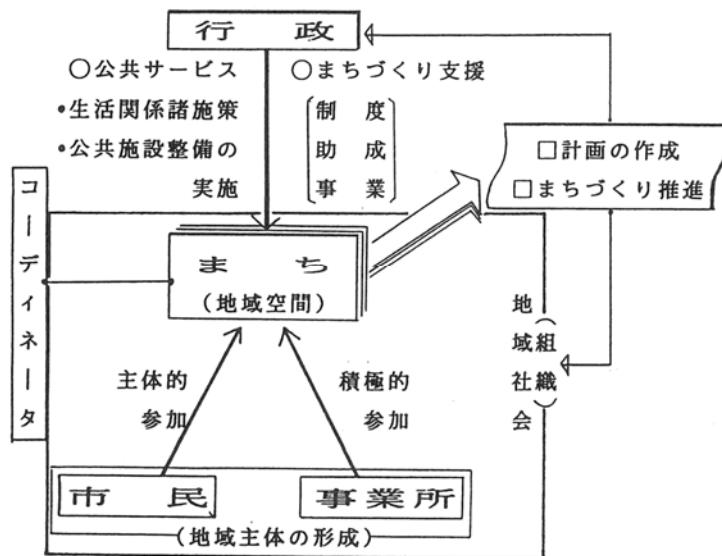 行政
○公共サービス
・生活関係諸施策
・公共施設整備の
実施
○まちづくり支援
制度
助成
事業
□計画の作成
□まちづくり推進
コーディネータ
まち
(地域空間)
地域社会
(組織)
主体的
参加
積極的
参加
市民
事業所
(地域主体の形成)